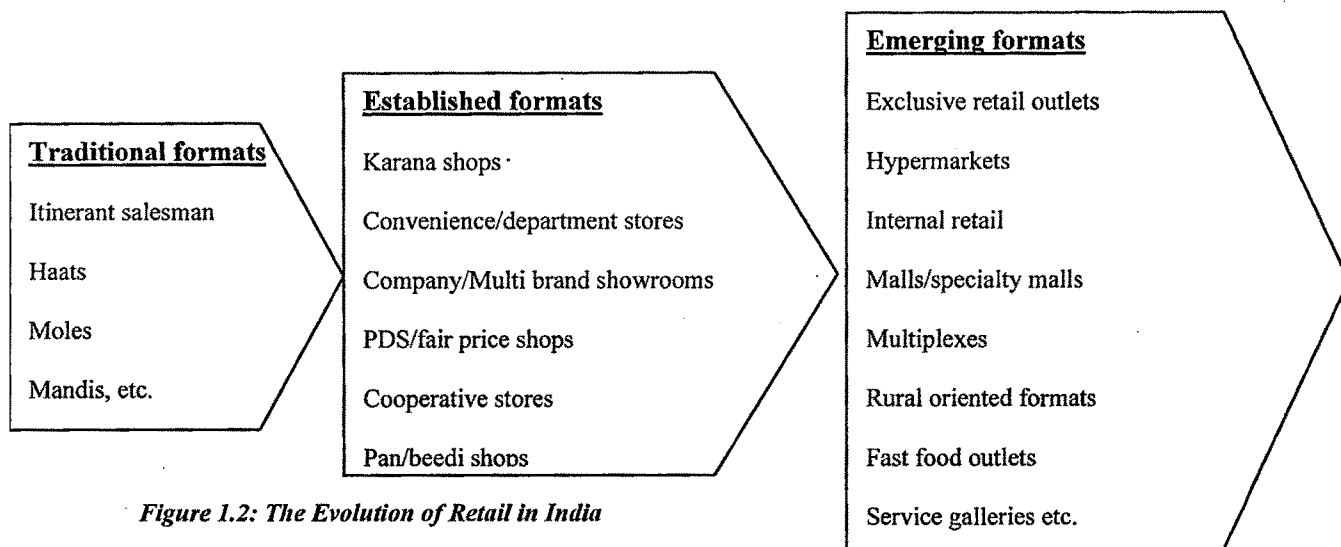 Traditional formats
Itinerant salesman
Haats
Moles
Mandis, etc.
Established formats
Karana shops
Convenience/department stores
Company/Multi brand showrooms
PDS/fair price shops
Cooperative stores
Pan/beedi shops
Emerging formats
Exclusive retail outlets
Hypermarkets
Internal retail
Malls/specialty malls
Multiplexes
Rural oriented formats
Fast food outlets
Service galleries etc.
Figure 1.2: The Evolution of Retail in India